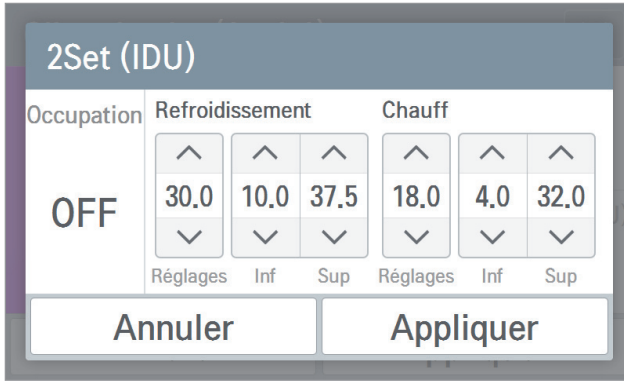 2Set (IDU)
Occupation Refroidissement Chauff
OFF 30.0 10.0 37.5 18.0 4.0 32.0
Réglages Inf Sup Réglages Inf Sup
Annuler Appliquer